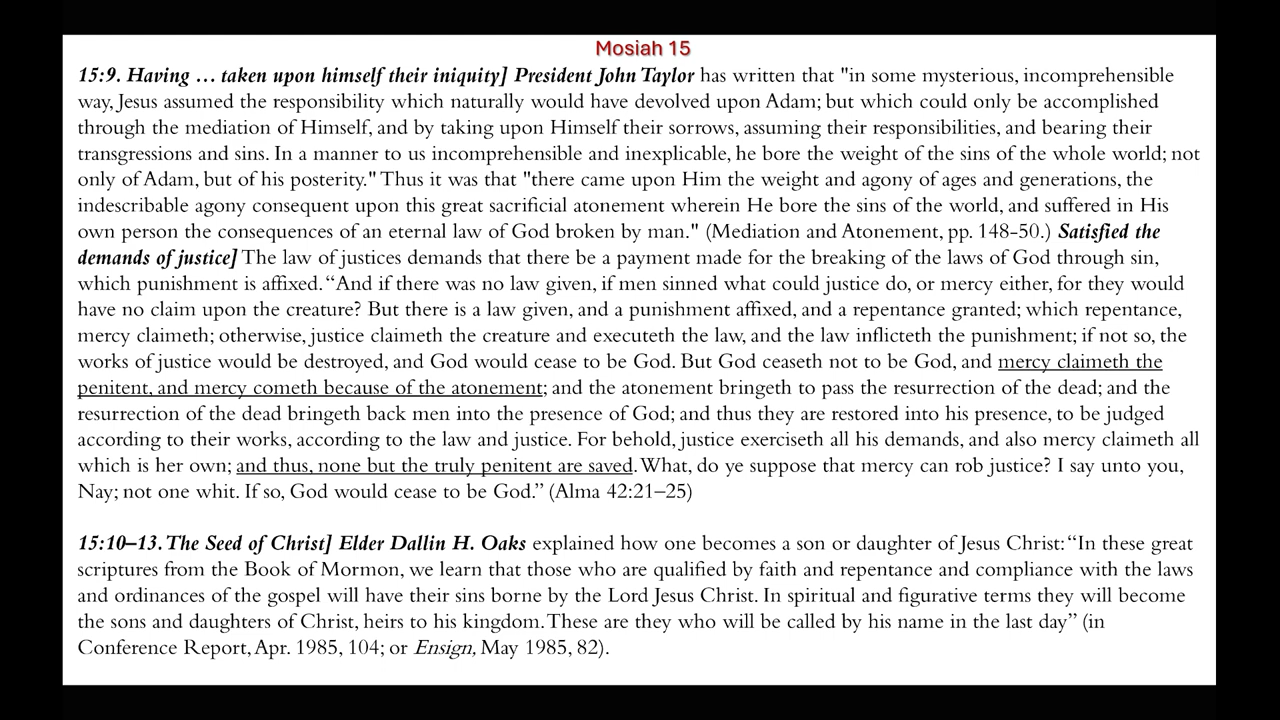 Mosiah 15
15:9. Having … taken upon himself their iniquity] President John Taylor has written that "in some mysterious, incomprehensible
way, Jesus assumed the responsibility which naturally would have devolved upon Adam; but which could only be accomplished
through the mediation of Himself, and by taking upon Himself their sorrows, assuming their responsibilities, and bearing their
transgressions and sins. In a manner to us incomprehensible and inexplicable, he bore the weight of the sins of the whole world; not
only of Adam, but of his posterity." Thus it was that "there came upon Him the weight and agony of ages and generations, the
indescribable agony consequent upon this great sacrificial atonement wherein He bore the sins of the world, and suffered in His
own person the consequences of an eternal law of God broken by man." (Mediation and Atonement, pp. 148-50.) Satisfied the
demands of justice] The law of justices demands that there be a payment made for the breaking of the laws of God through sin,
which punishment is affixed. “And if there was no law given, if men sinned what could justice do, or mercy either, for they would
have no claim upon the creature? But there is a law given, and a punishment affixed, and a repentance granted; which repentance,
mercy claimeth; otherwise, justice claimeth the creature and executeth the law, and the law inflicteth the punishment; if not so, the
works of justice would be destroyed, and God would cease to be God. But God ceaseth not to be God, and mercy claimeth the
penitent, and mercy cometh because of the atonement; and the atonement bringeth to pass the resurrection of the dead; and the
resurrection of the dead bringeth back men into the presence of God; and thus they are restored into his presence, to be judged
according to their works, according to the law and justice. For behold, justice exerciseth all his demands, and also mercy claimeth all
which is her own; and thus, none but the truly penitent are saved. What, do ye suppose that mercy can rob justice? I say unto you,
Nay; not one whit. If so, God would cease to be God.” (Alma 42:21–25)
15:10–13. The Seed of Christ] Elder Dallin H. Oaks explained how one becomes a son or daughter of Jesus Christ: “In these great
scriptures from the Book of Mormon, we learn that those who are qualified by faith and repentance and compliance with the laws
and ordinances of the gospel will have their sins borne by the Lord Jesus Christ. In spiritual and figurative terms they will become
the sons and daughters of Christ, heirs to his kingdom. These are they who will be called by his name in the last day” (in
Conference Report, Apr. 1985, 104; or Ensign, May 1985, 82).